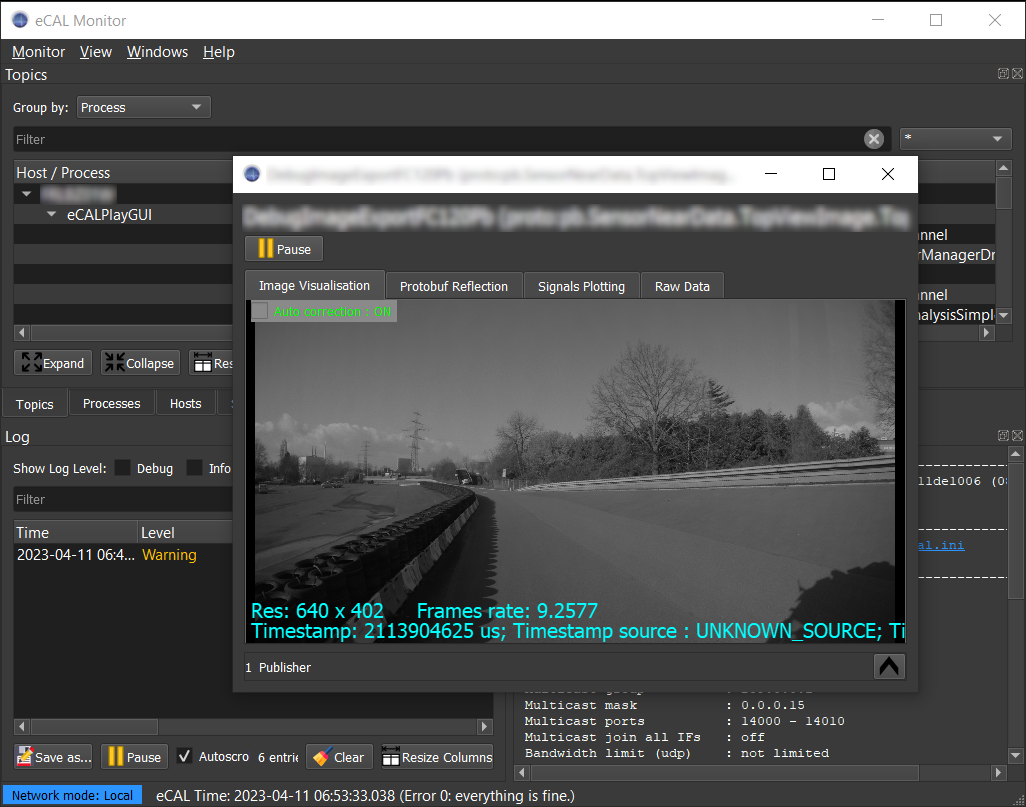 eCAL Monitor
Monitor View Windows Help
Topics
Group by: Process
Filter
*
Host / Process
eCALPlayGUI
nnel
rManagerDr
nnel
nalysisSimpl
Expand Collapse Res
Topics Processes Hosts
Pause
Image Visualisation Protobuf Reflection Signals Plotting Raw Data
Auto correction : ON
Res: 640 x 402 Frames rate: 9.2577
Timestamp: 2113904625 us; Timestamp source : UNKNOWN_SOURCE; Ti
1 Publisher
Log
Show Log Level: Debug Info
Filter
Time Level
2023-04-11 06:4... Warning
al.ini
Multicast mask : 0.0.0.15
Multicast ports : 14000 - 14010
Multicast join all IFs : off
Bandwidth limit (udp) : not limited
Save as... Pause Autoscro 6 entrie Clear Resize Columns
Network mode: Local eCAL Time: 2023-04-11 06:53:33.038 (Error 0: everything is fine.)